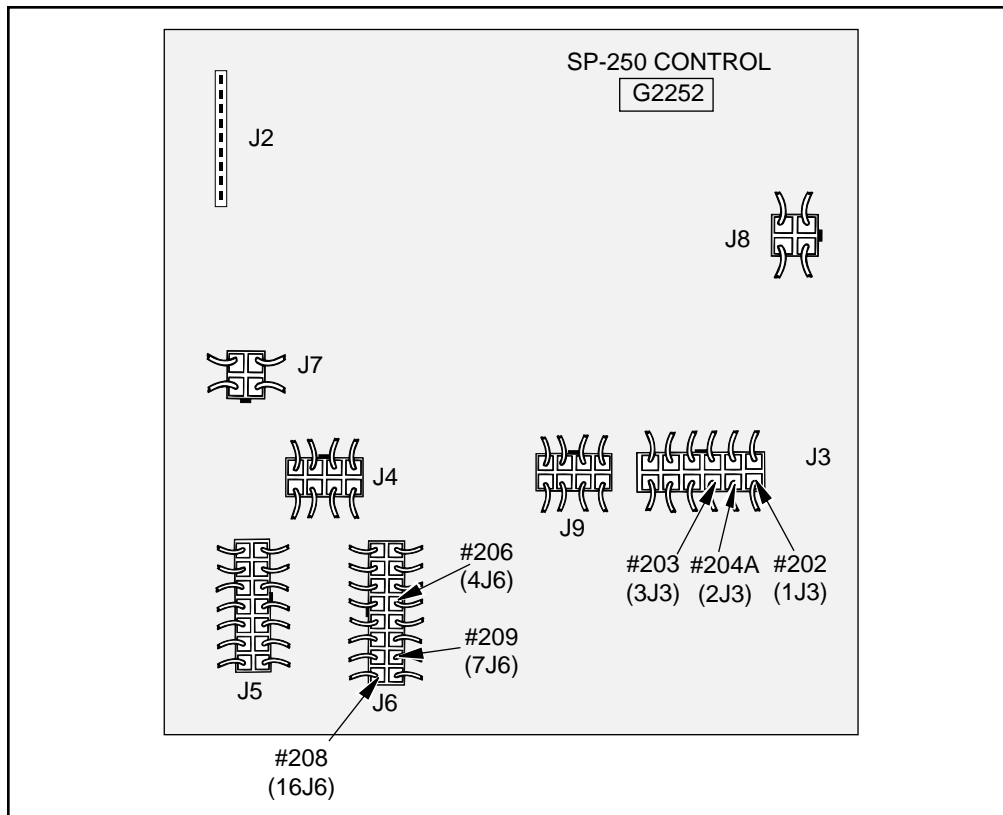 SP-250 CONTROL
G2252
J2
J8
J7
J4
J9
J3
#206
(4J6)
#203
(3J3)
#204A
(2J3)
#202
(1J3)
#209
(7J6)
J5
J6
#208
(16J6)